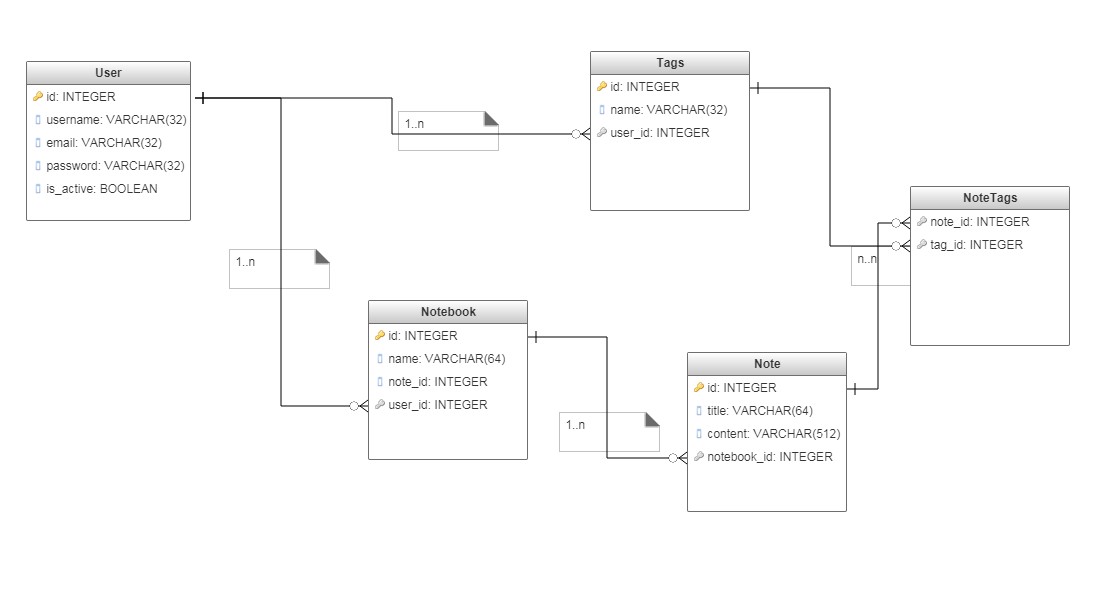 User
id: INTEGER
username: VARCHAR(32)
email: VARCHAR(32)
password: VARCHAR(32)
is_active: BOOLEAN
1..n
Tags
id: INTEGER
name: VARCHAR(32)
user_id: INTEGER
NoteTags
note_id: INTEGER
tag_id: INTEGER
n..n
1..n
Notebook
id: INTEGER
name: VARCHAR(64)
note_id: INTEGER
user_id: INTEGER
1..n
Note
id: INTEGER
title: VARCHAR(64)
content: VARCHAR(512)
notebook_id: INTEGER